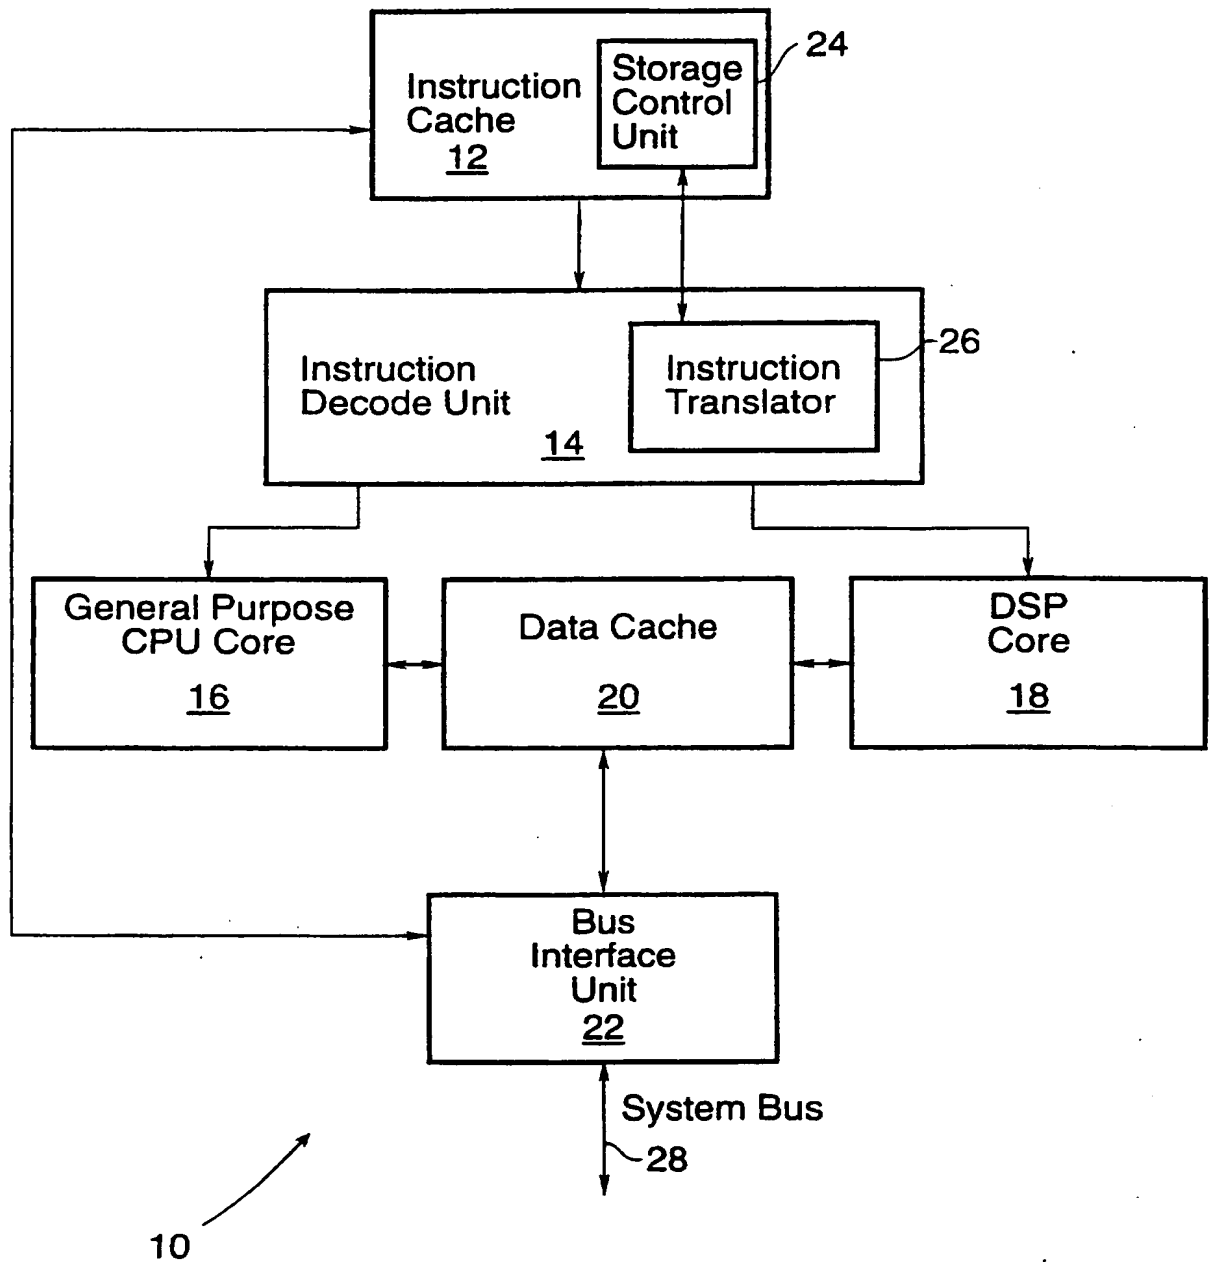 Instruction
Cache
12
Storage
Control
Unit
24
Instruction
Decode Unit
14
Instruction
Translator
26
General Purpose
CPU Core
16
Data Cache
20
DSP
Core
18
Bus
Interface
Unit
22
System Bus
28
10